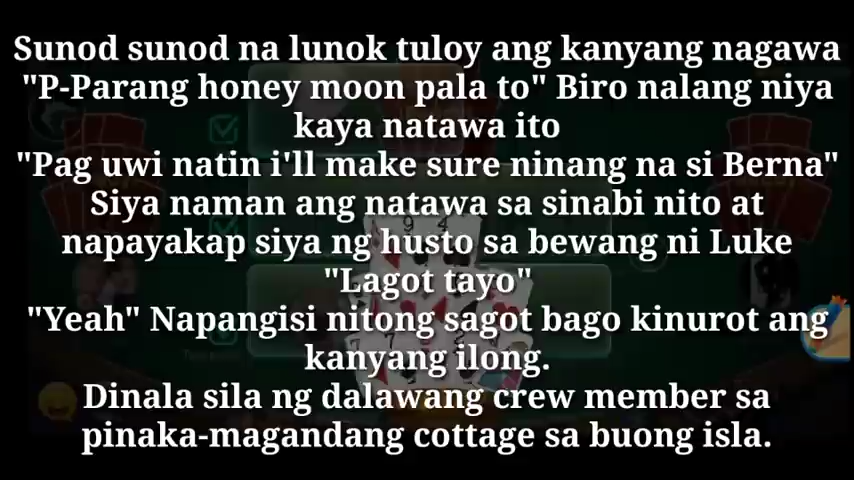 Sunod sunod na lunok tuloy ang kanyang nagawa
"P-Parang honey moon pala to" Biro nalang niya
kaya natawa ito
"Pag uwi natin i'll make sure ninang na si Berna"
Siya naman ang natawa sa sinabi nito at
napayakap siya ng husto sa bewang ni Luke
"Lagot tayo"
"Yeah" Napangisi nitong sagot bago kinurot ang
kanyang ilong.
Dinala sila ng dalawang crew member sa
pinaka-magandang cottage sa buong isla.